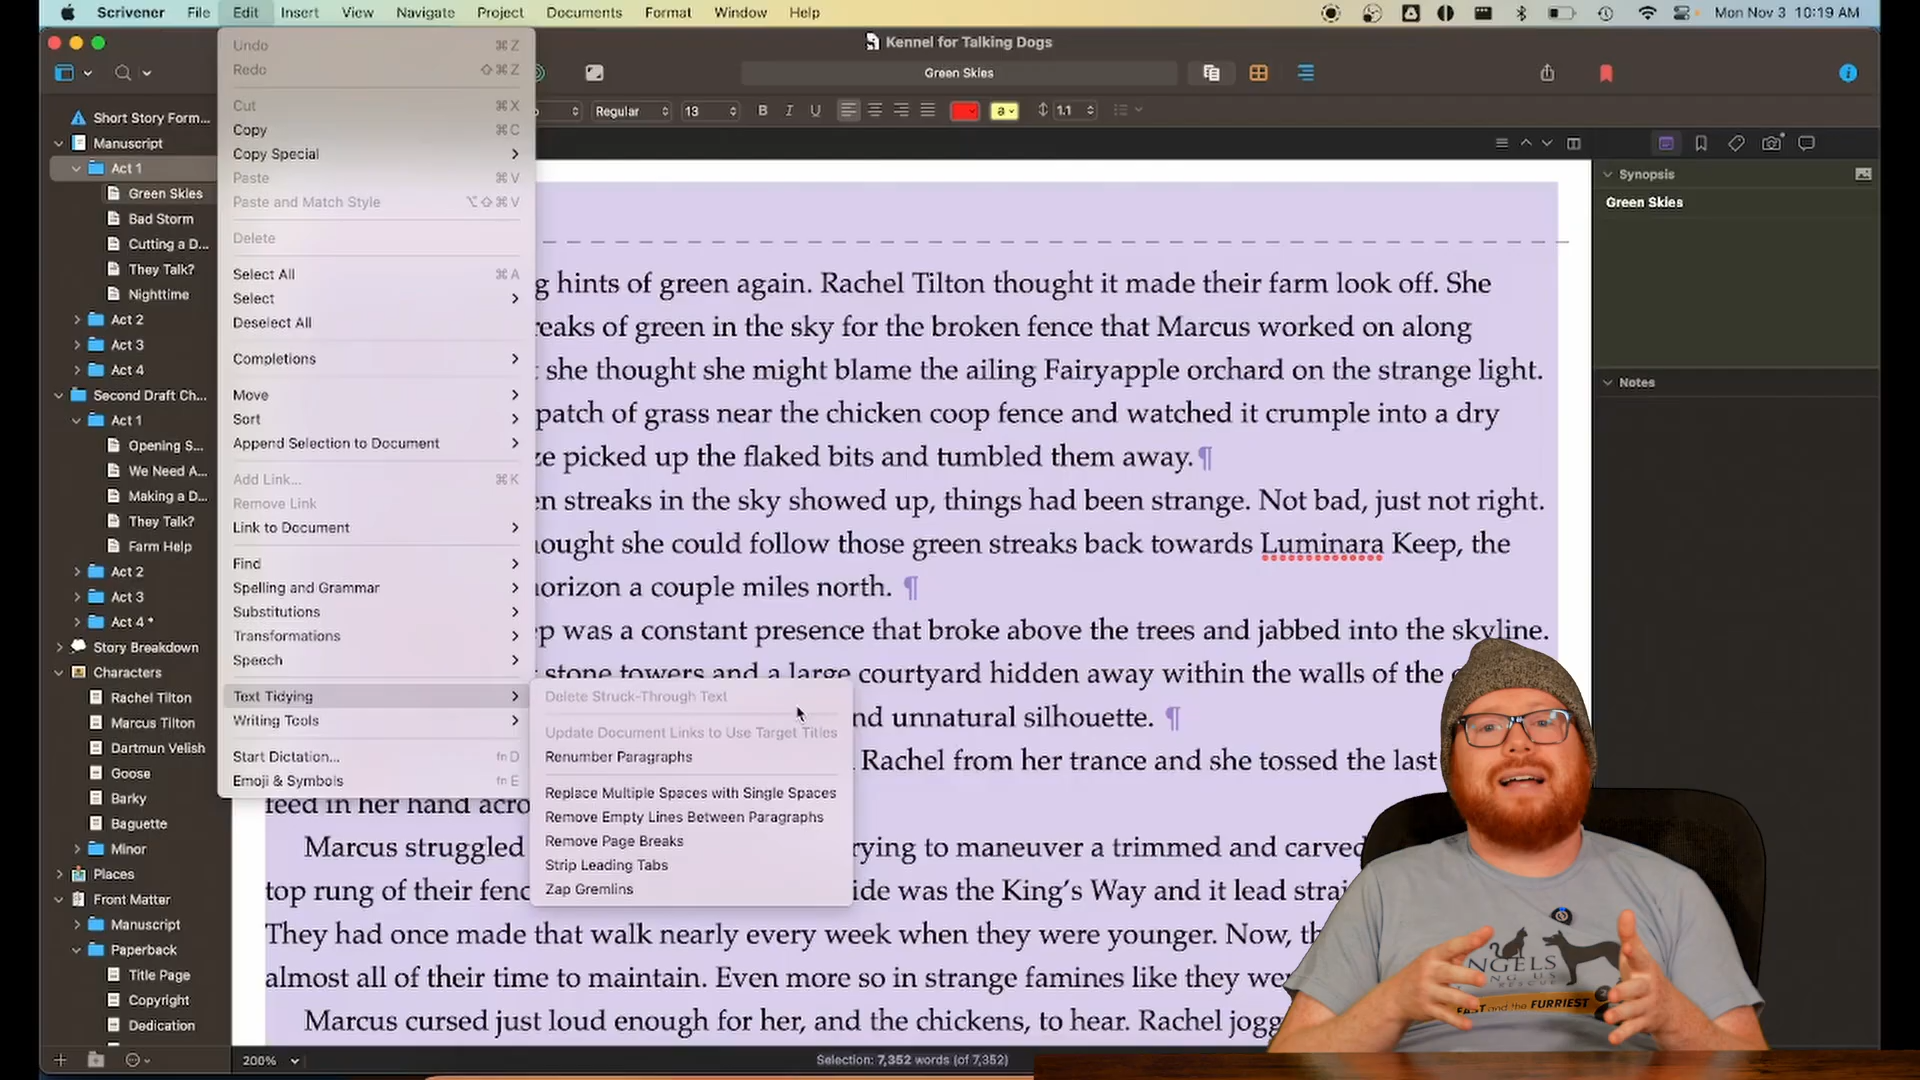 Scrivener File Edit Insert View Navigate Project Documents Format Window Help
Mon Nov 3 10:19 AM
Kennel for Talking Dogs
Green Skies
Regular 13 B I U a 1.1
Short Story Form...
Manuscript
Act 1
Green Skies
Bad Storm
Cutting a D...
They Talk?
Nighttime
Act 2
Act 3
Act 4
Second Draft Ch...
Act 1
Opening S...
We Need A...
Making a D...
They Talk?
Farm Help
Act 2
Act 3
Act 4 *
Story Breakdown
Characters
Rachel Tilton
Marcus Tilton
Dartmun Velish
Goose
Barky
Baguette
Minor
Places
Front Matter
Manuscript
Paperback
Title Page
Copyright
Dedication
Undo ⌘Z
Redo ⇧⌘Z
Cut ⌘X
Copy ⌘C
Copy Special
Paste ⌘V
Paste and Match Style ⌥⇧⌘V
Delete
Select All ⌘A
Select
Deselect All
Completions
Move
Sort
Append Selection to Document
Add Link... ⌘K
Remove Link
Link to Document
Find
Spelling and Grammar
Substitutions
Transformations
Speech
Text Tidying
Writing Tools
Start Dictation... fn D
Emoji & Symbols fn E
Delete Struck-Through Text
Update Document Links to Use Target Titles
Renumber Paragraphs
Replace Multiple Spaces with Single Spaces
Remove Empty Lines Between Paragraphs
Remove Page Breaks
Strip Leading Tabs
Zap Gremlins
hints of green again. Rachel Tilton thought it made their farm look off. She
of green in the sky for the broken fence that Marcus worked on along
she thought she might blame the ailing Fairyapple orchard on the strange light.
patch of grass near the chicken coop fence and watched it crumple into a dry
picked up the flaked bits and tumbled them away.¶
streaks in the sky showed up, things had been strange. Not bad, just not right.
she could follow those green streaks back towards Luminara Keep, the
a couple miles north. ¶
was a constant presence that broke above the trees and jabbed into the skyline.
stone towers and a large courtyard hidden away within the walls of the
unnatural silhouette. ¶
Rachel from her trance and she tossed the last
feed in her hand
Marcus struggled to maneuver a trimmed and carved
top rung of their was the King's Way and it lead
They had once made that walk nearly every week when they were younger. Now,
almost all of their time to maintain. Even more so in strange famines like they
Marcus cursed just loud enough for her, and the chickens, to hear. Rachel
Synopsis
Green Skies
Notes
200%
Selection: 7,352 words (of 7,352)
and the FURRIEST